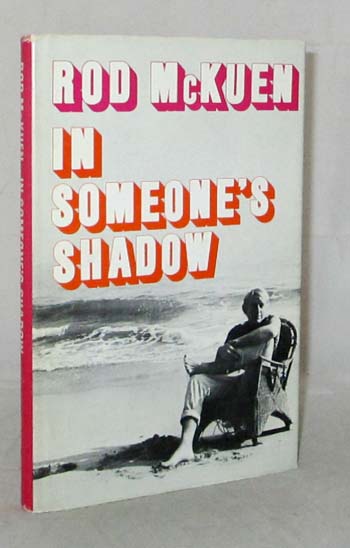 ROD McKUEN
IN
SOMEONE'S
SHADOW
ROD McKUEN IN SOMEONE'S SHADOW